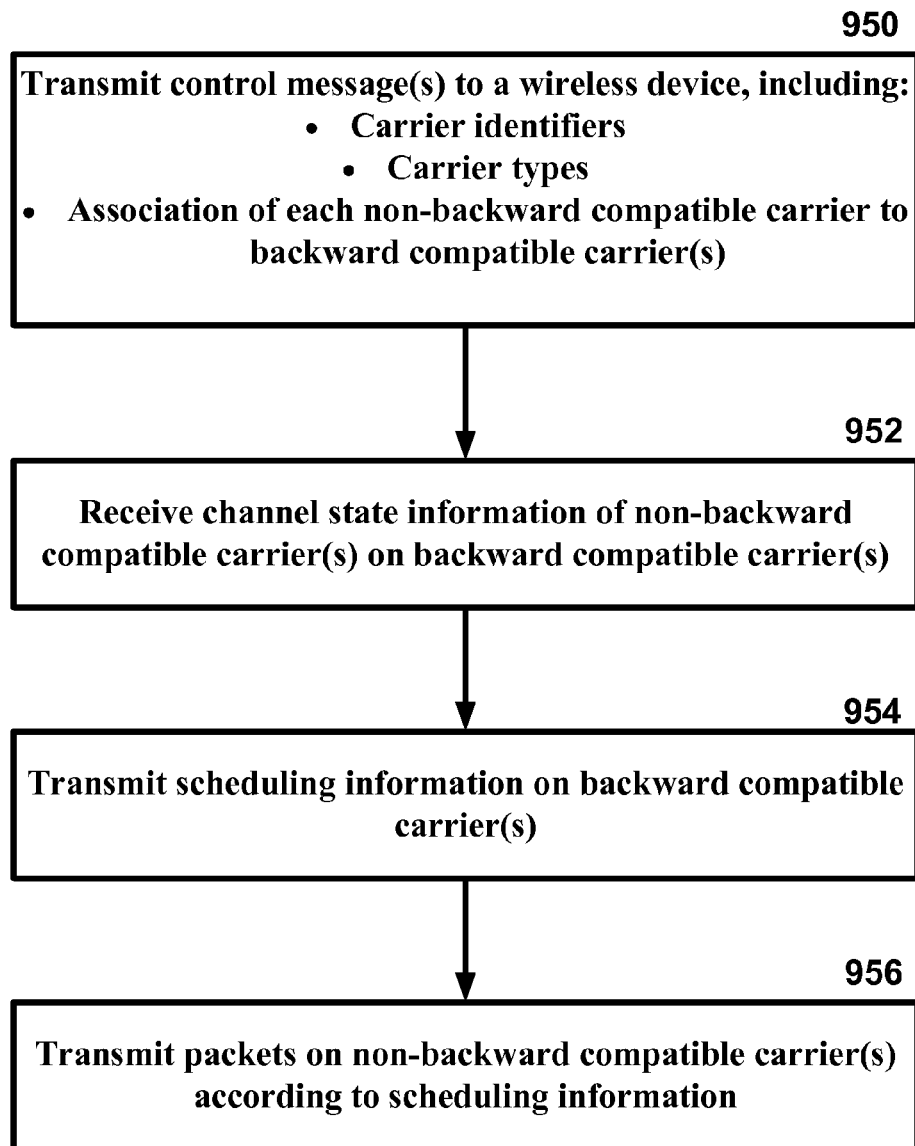 950
Transmit control message(s) to a wireless device, including:
• Carrier identifiers
• Carrier types
• Association of each non-backward compatible carrier to
backward compatible carrier(s)
952
Receive channel state information of non-backward
compatible carrier(s) on backward compatible carrier(s)
954
Transmit scheduling information on backward compatible
carrier(s)
956
Transmit packets on non-backward compatible carrier(s)
according to scheduling information